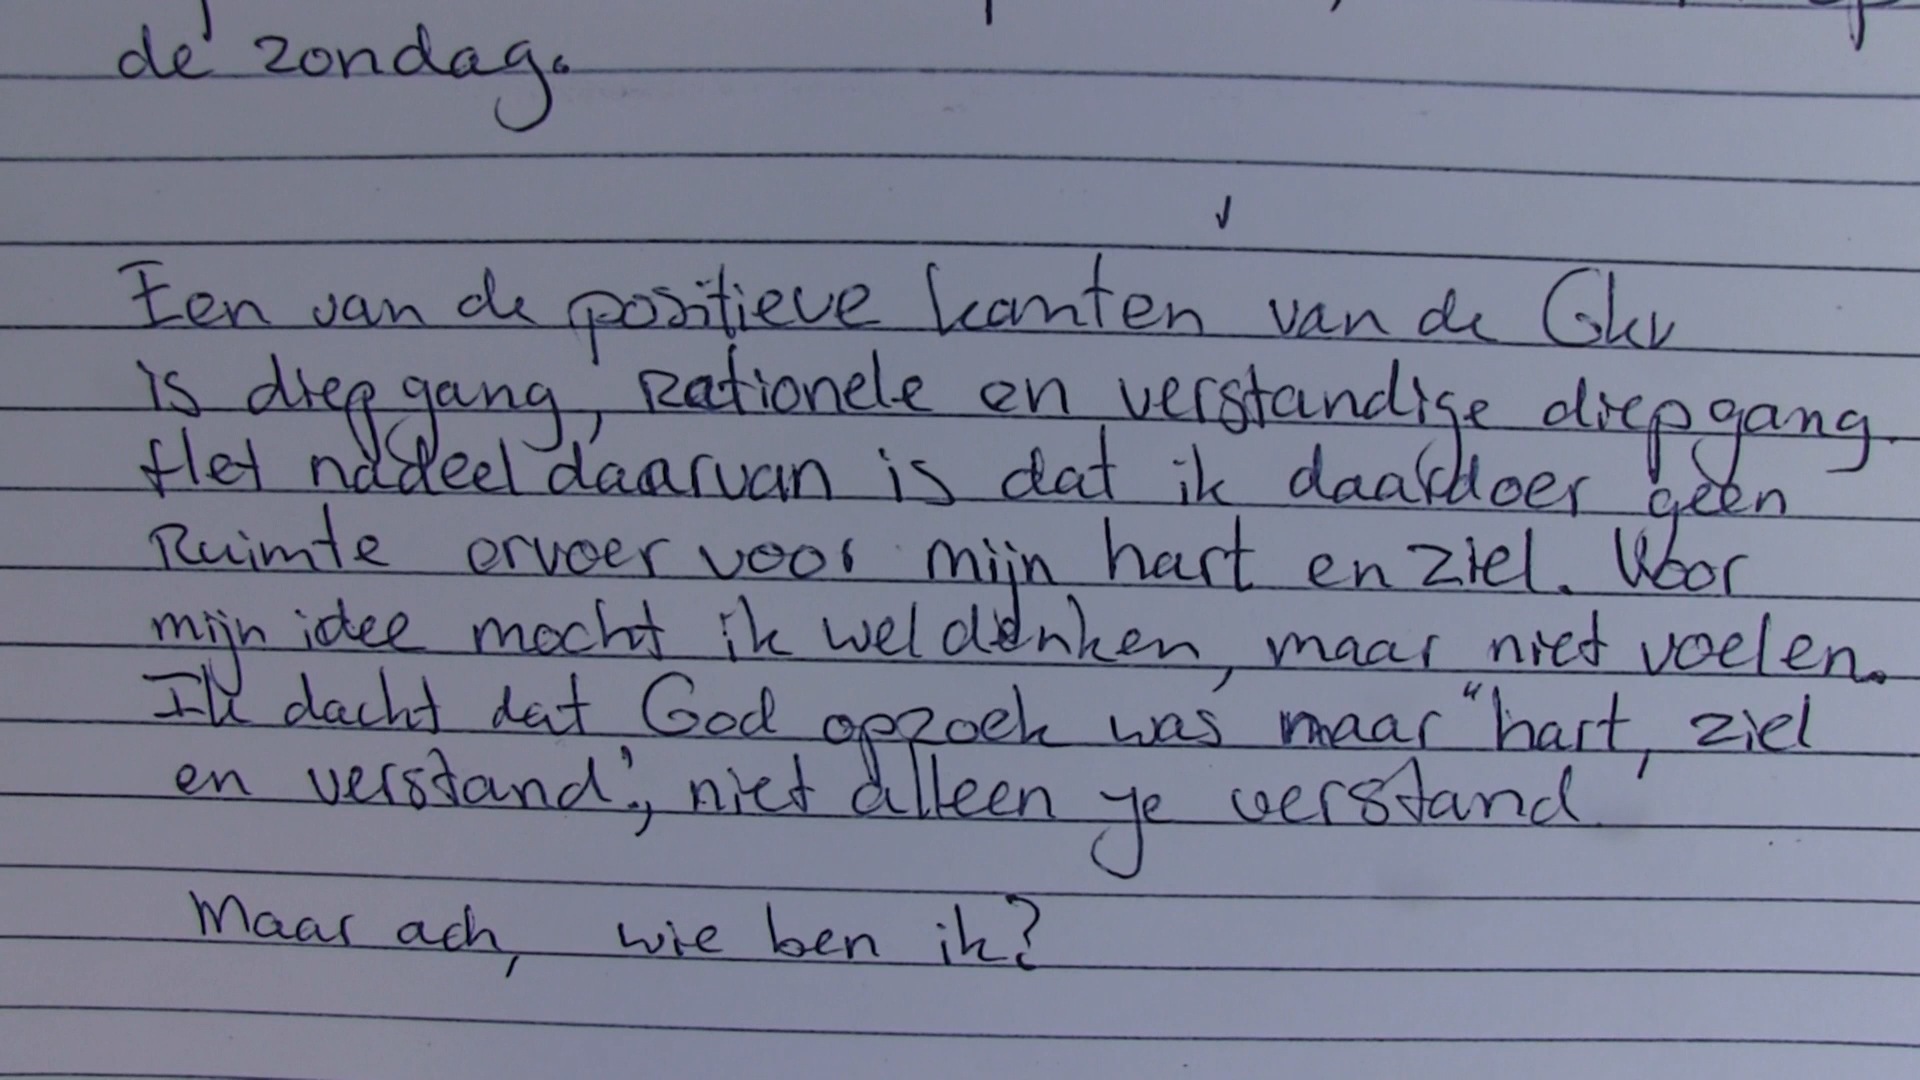 de zondag.
Een van de positieve kanten van de Gkv
is diepgang, Rationele en verstandige diepgang.
Het nadeel daarvan is dat ik daardoer geen
Ruimte ervoer voor mijn hart en ziel. Voor
mijn idee mocht ik wel denken, maar niet voelen.
Ik dacht dat God opzoek was maar "hart, ziel
en verstand", niet alleen je verstand
Maar ach, wie ben ik?